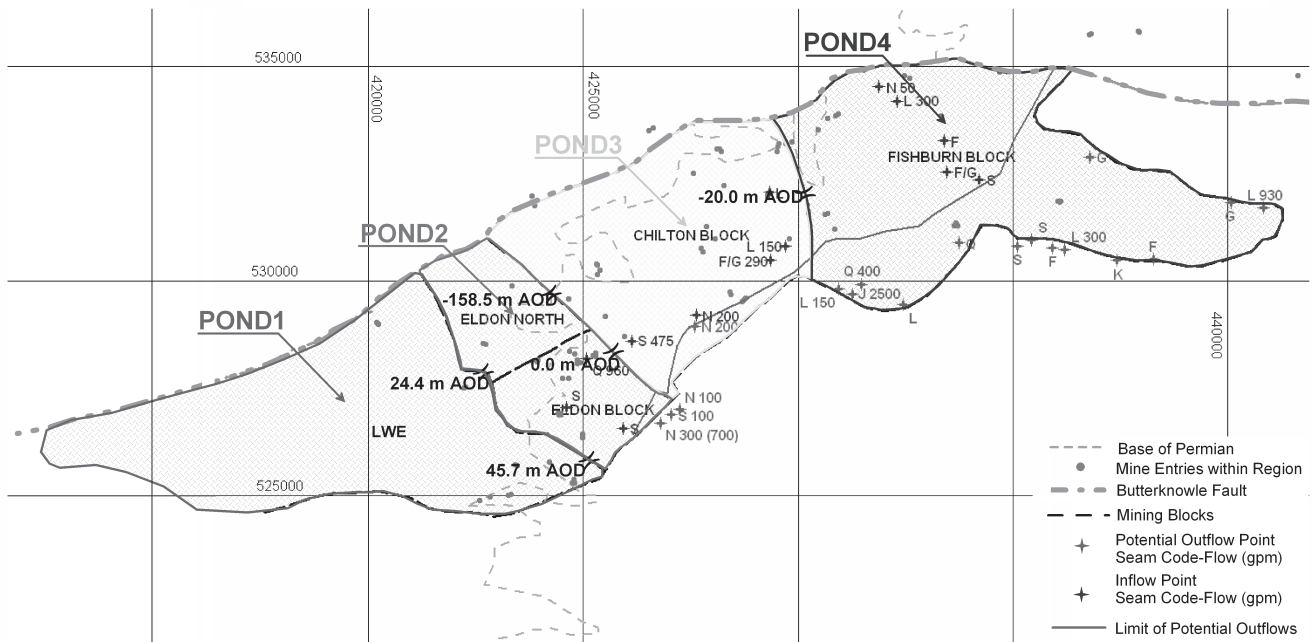 POND4
535000
420000
425000
N 50
L 300
POND3
F
FISHBURN BLOCK
G
F/G
S
-20.0 m AOD
L 930
G
POND2
CHILTON BLOCK
L 150
F/G 290
Q
S
L 300
S
F
F
K
530000
-158.5 m AOD
Q 400
J 2500
L 150
L
POND1
ELDON NORTH
N 200
N 200
440000
S 475
0.0 m AOD
Q 960
24.4 m AOD
S
ELDON BLOCK
N 100
S 100
S
N 300 (700)
LWE
45.7 m AOD
525000
Base of Permian
Mine Entries within Region
Butterknowle Fault
Mining Blocks
Potential Outflow Point
Seam Code-Flow (gpm)
Inflow Point
Seam Code-Flow (gpm)
Limit of Potential Outflows